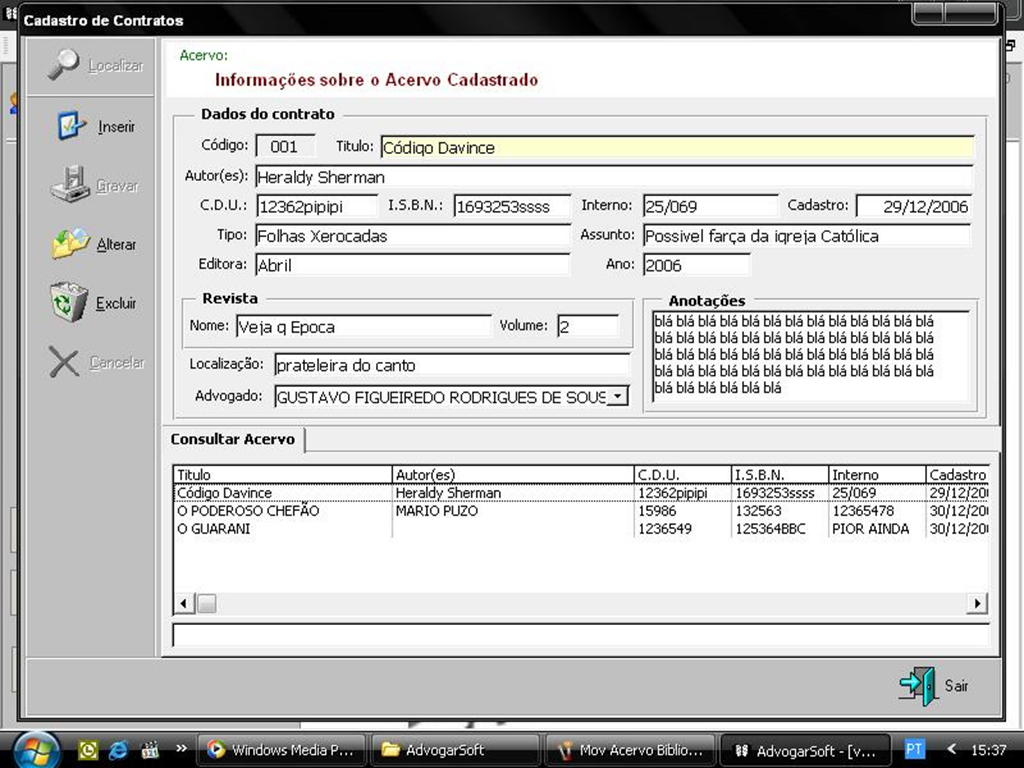 Cadastro de Contratos
Localizar
Inserir
Gravar
Alterar
Excluir
Cancelar
Acervo:
Informações sobre o Acervo Cadastrado
Dados do contrato
Código: 001 Titulo: Códiqo Davince
Autor(es): Heraldy Sherman
C.D.U.: 12362pipipi I.S.B.N.: 1693253ssss Interno: 25/069 Cadastro: 29/12/2006
Tipo: Folhas Xerocadas Assunto: Possivel farça da iqreja Católica
Editora: Abril Ano: 2006
Revista
Nome: Veja q Epoca Volume: 2
Localização: prateleira do canto
Advogado: GUSTAVO FIGUEIREDO RODRIGUES DE SOUS
Anotações
blá blá blá blá blá blá blá blá blá blá blá blá blá
blá blá blá blá blá blá blá blá blá blá blá blá blá
blá blá blá blá blá blá blá blá blá blá blá blá blá
blá blá blá blá blá blá blá blá blá blá blá blá blá
blá blá blá blá blá blá
Consultar Acervo
Titulo Autor(es) C.D.U. I.S.B.N. Interno Cadastro
Código Davince Heraldy Sherman 12362pipipi 1693253ssss 25/069 29/12/20
O PODEROSO CHEFÃO MARIO PUZO 15986 132563 12365478 30/12/20
O GUARANI 1236549 125364BBC PIOR AINDA 30/12/20
Sair
Windows Media P... AdvogarSoft Mov Acervo Biblio... AdvogarSoft - [v... PT 15:37